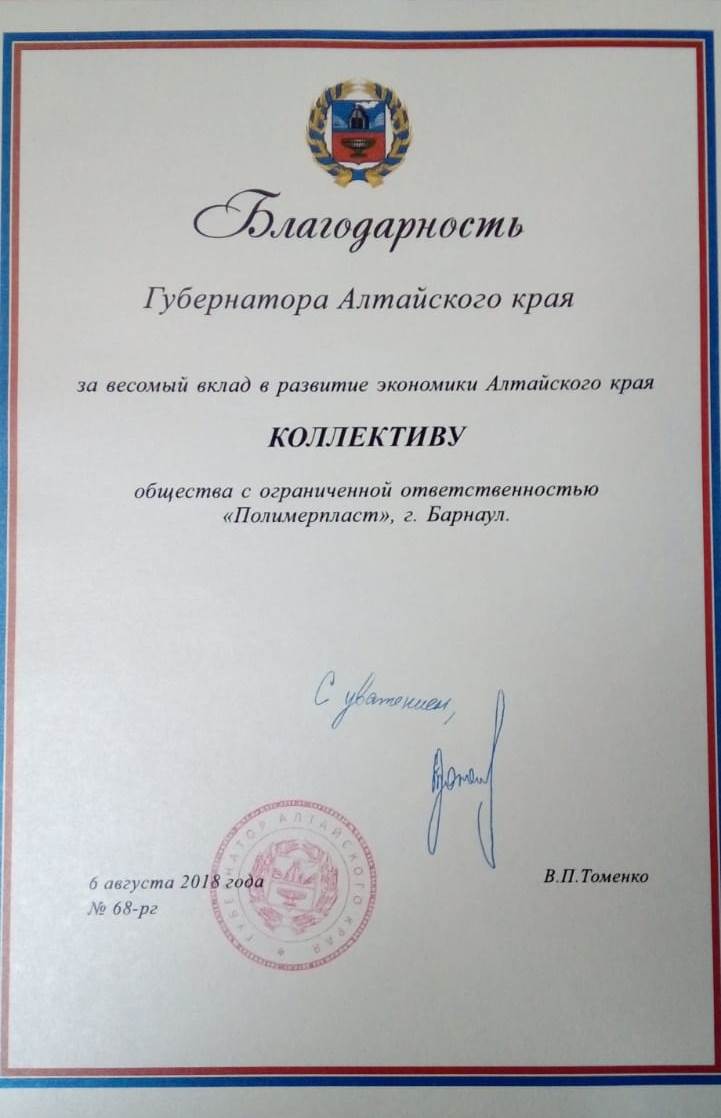 Благодарность
Губернатора Алтайского края
за весомый вклад в развитие экономики Алтайского края
КОЛЛЕКТИВУ
общества с ограниченной ответственностью
«Полимерпласт», г. Барнаул.
С уважением,
6 августа 2018 года
№ 68-рг
ГУБЕРНАТОР АЛТАЙСКОГО КРАЯ
В.П.Томенко